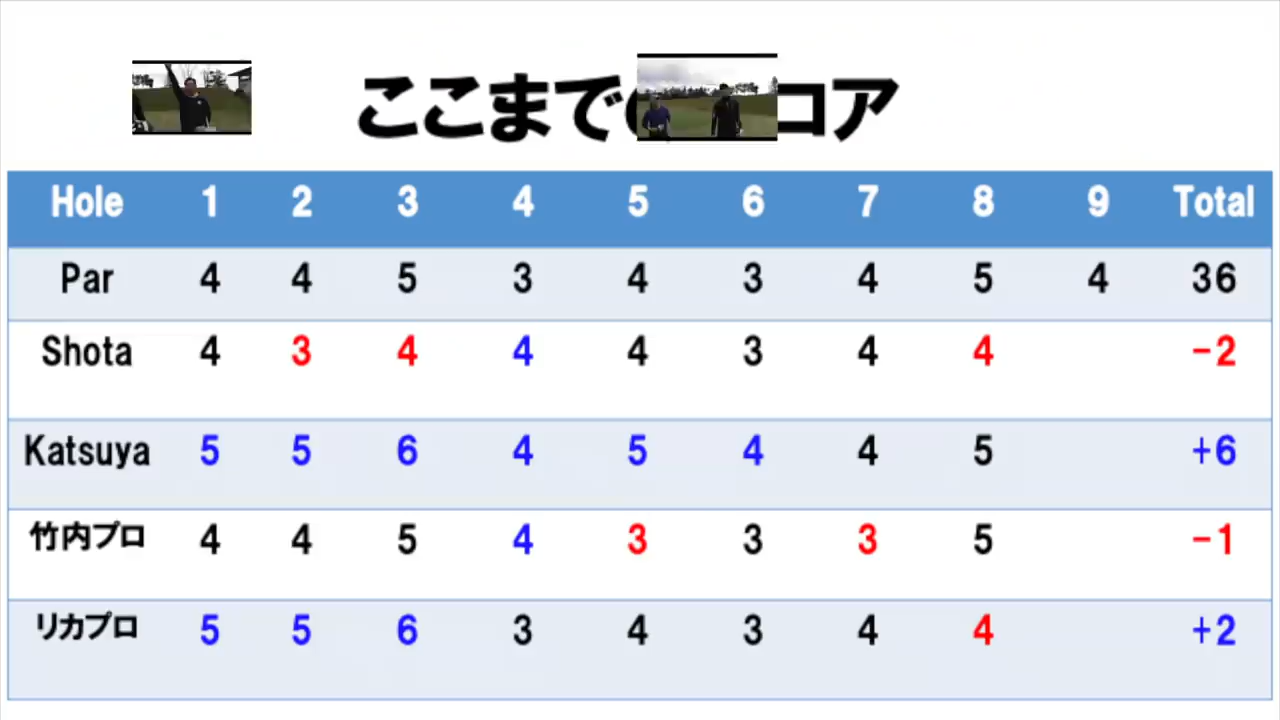 ここまで コア
Hole 1 2 3 4 5 6 7 8 9 Total
Par 4 4 5 3 4 3 4 5 4 36
Shota 4 3 4 4 4 3 4 4 -2
Katsuya 5 5 6 4 5 4 4 5 +6
竹内プロ 4 4 5 4 3 3 3 5 -1
リカプロ 5 5 6 3 4 3 4 4 +2